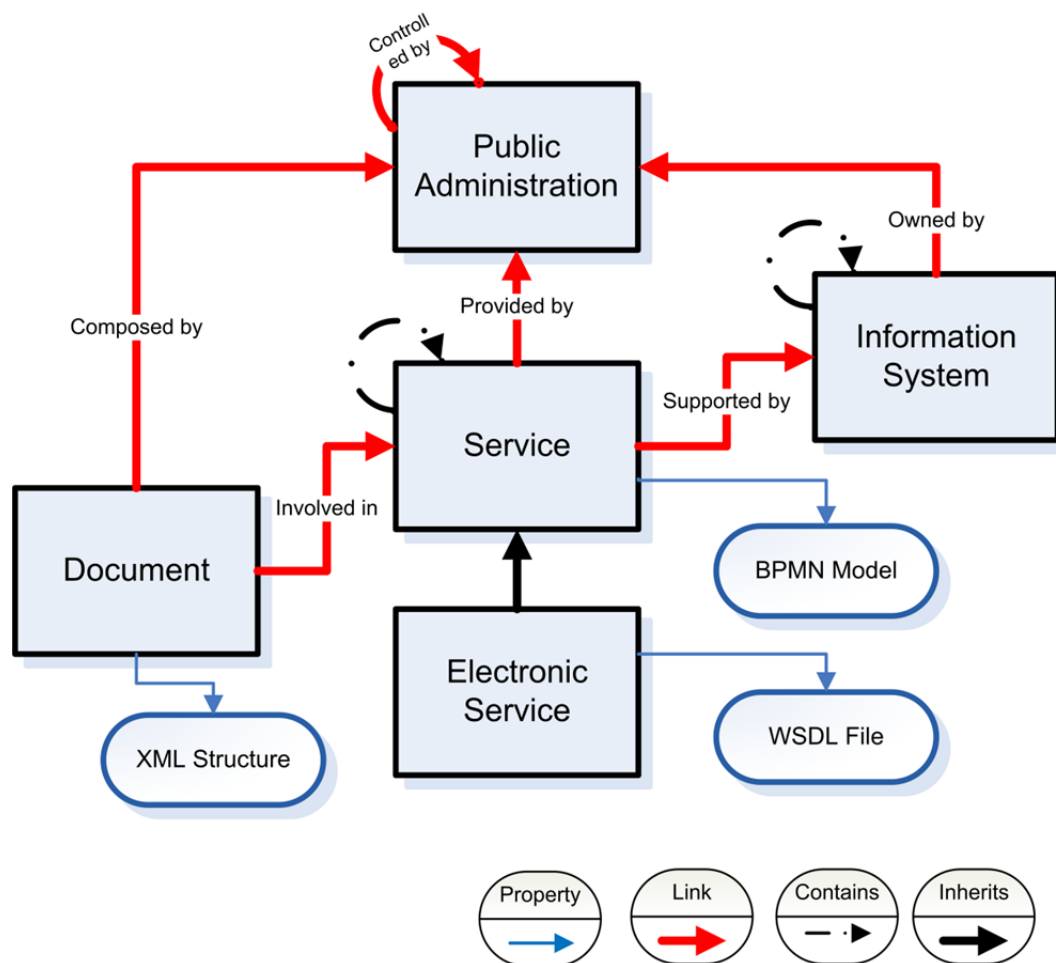 Controll
ed by
Public
Administration
Owned by
Composed by
Provided by
Information
System
Service
Supported by
Involved in
Document
BPMN Model
Electronic
Service
XML Structure
WSDL File
Property
Link
Contains
Inherits